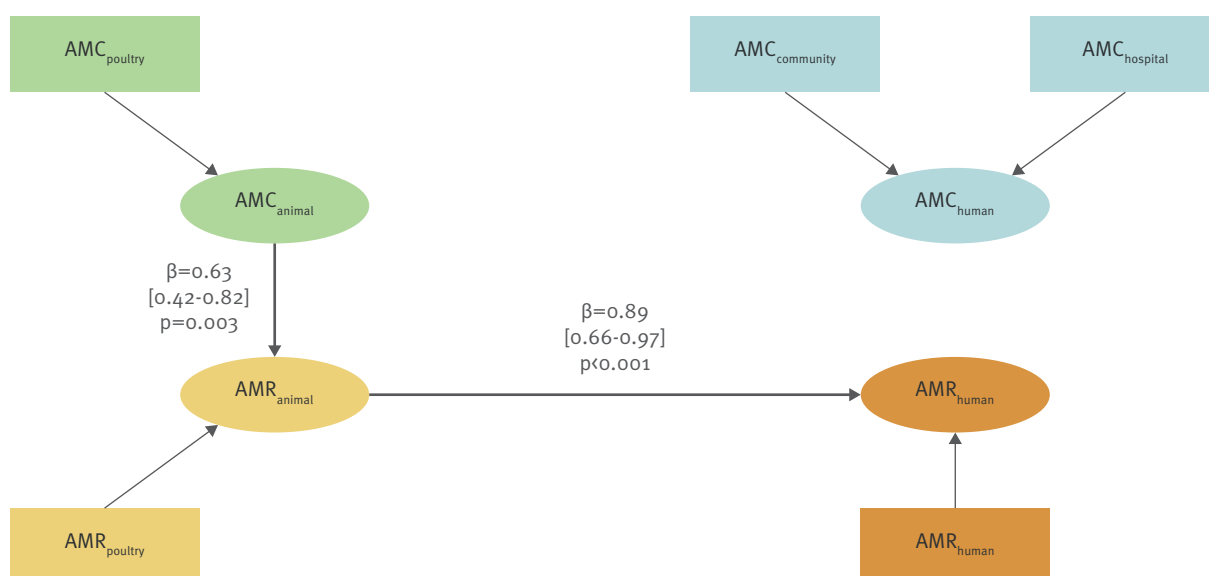 AMCpoultry
AMCcommunity
AMChospital
AMCanimal
AMChuman
β=0.63
[0.42-0.82]
p=0.003
β=0.89
[0.66-0.97]
p<0.001
AMRanimal
AMRhuman
AMRpoultry
AMRhuman